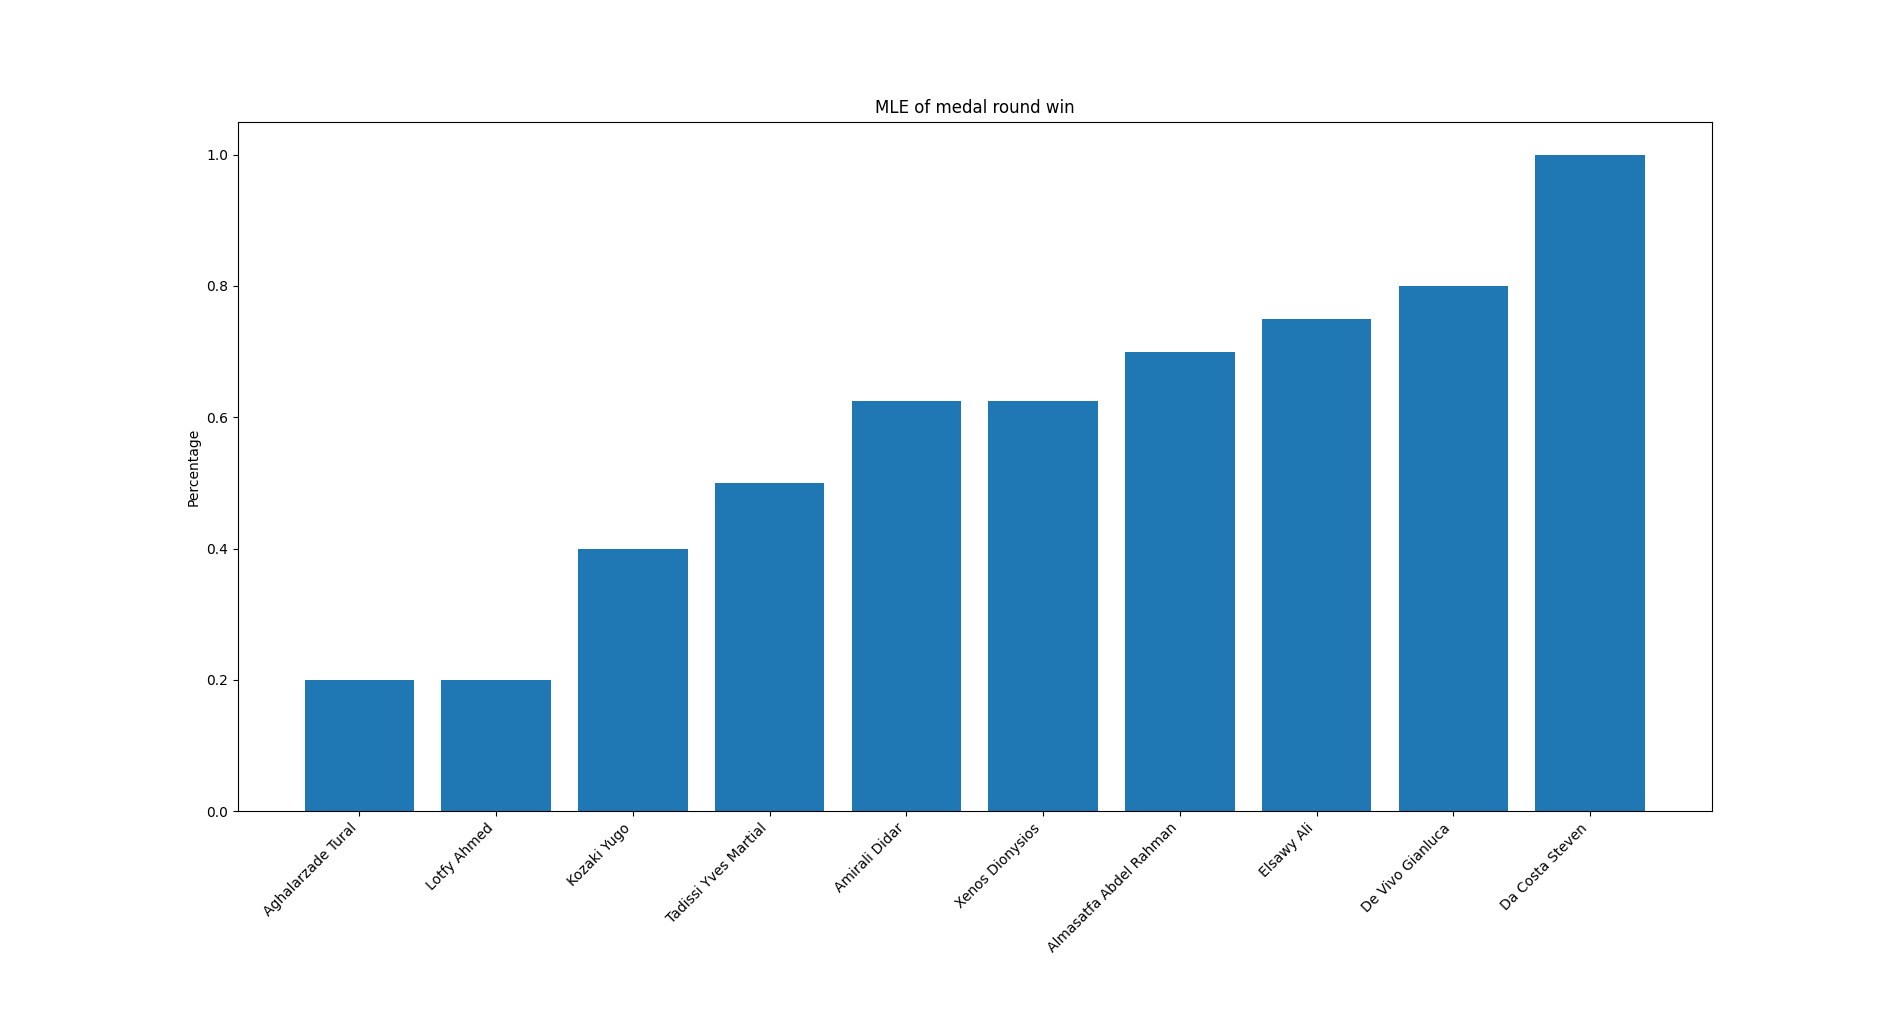 MLE of medal round win
1.0
0.8
0.6
0.4
0.2
0.0
Percentage
Aghalarzade Tural
Lotfy Ahmed
Kozaki Yugo
Tadissi Yves Martial
Amirali Didar
Xenos Dionysios
Almasatfa Abdel Rahman
Elsawy Ali
De Vivo Gianluca
Da Costa Steven